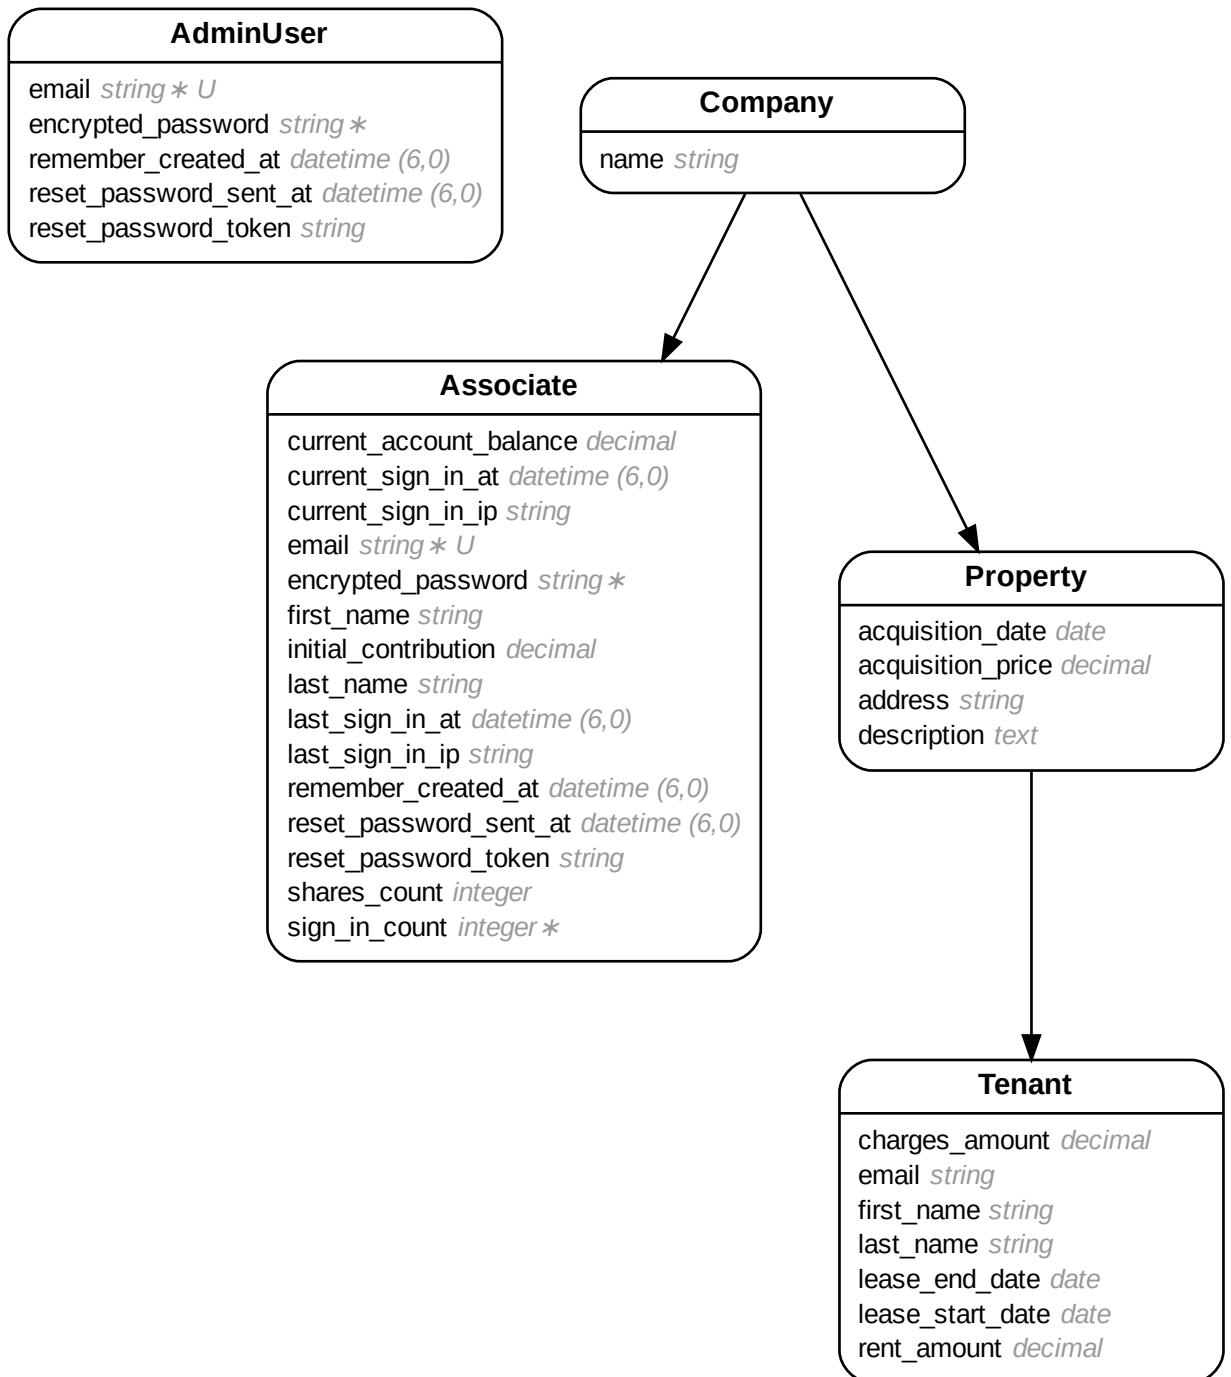 AdminUser
email string∗ U
encrypted_password string∗
remember_created_at datetime (6,0)
reset_password_sent_at datetime (6,0)
reset_password_token string
Company
name string
Associate
current_account_balance decimal
current_sign_in_at datetime (6,0)
current_sign_in_ip string
email string∗ U
encrypted_password string∗
first_name string
initial_contribution decimal
last_name string
last_sign_in_at datetime (6,0)
last_sign_in_ip string
remember_created_at datetime (6,0)
reset_password_sent_at datetime (6,0)
reset_password_token string
shares_count integer
sign_in_count integer∗
Property
acquisition_date date
acquisition_price decimal
address string
description text
Tenant
charges_amount decimal
email string
first_name string
last_name string
lease_end_date date
lease_start_date date
rent_amount decimal